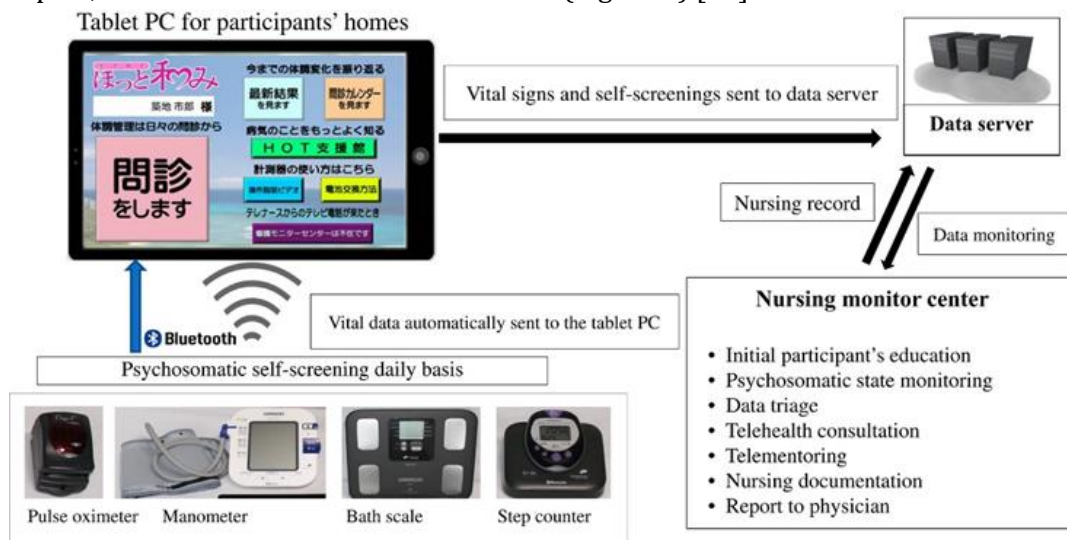 Tablet PC for participants' homes
ほっと和つみ
築地 市郎 様
体調管理は日々の問診から
問診
をします
今までの体調変化を振り返る
最新結果
を見ます
問診カレンダー
を見ます
病気のことをもっとよく知る
HOT支援館
計測器の使い方はこちら
電池交換方法
テレナースからのテレビ電話が来たとき
看護モニターセンターは不在です
Vital signs and self-screenings sent to data server
Data server
Nursing record
Data monitoring
Bluetooth
Vital data automatically sent to the tablet PC
Psychosomatic self-screening daily basis
Pulse oximeter
Manometer
Bath scale
Step counter
Nursing monitor center
• Initial participant's education
• Psychosomatic state monitoring
• Data triage
• Telehealth consultation
• Telementoring
• Nursing documentation
• Report to physician